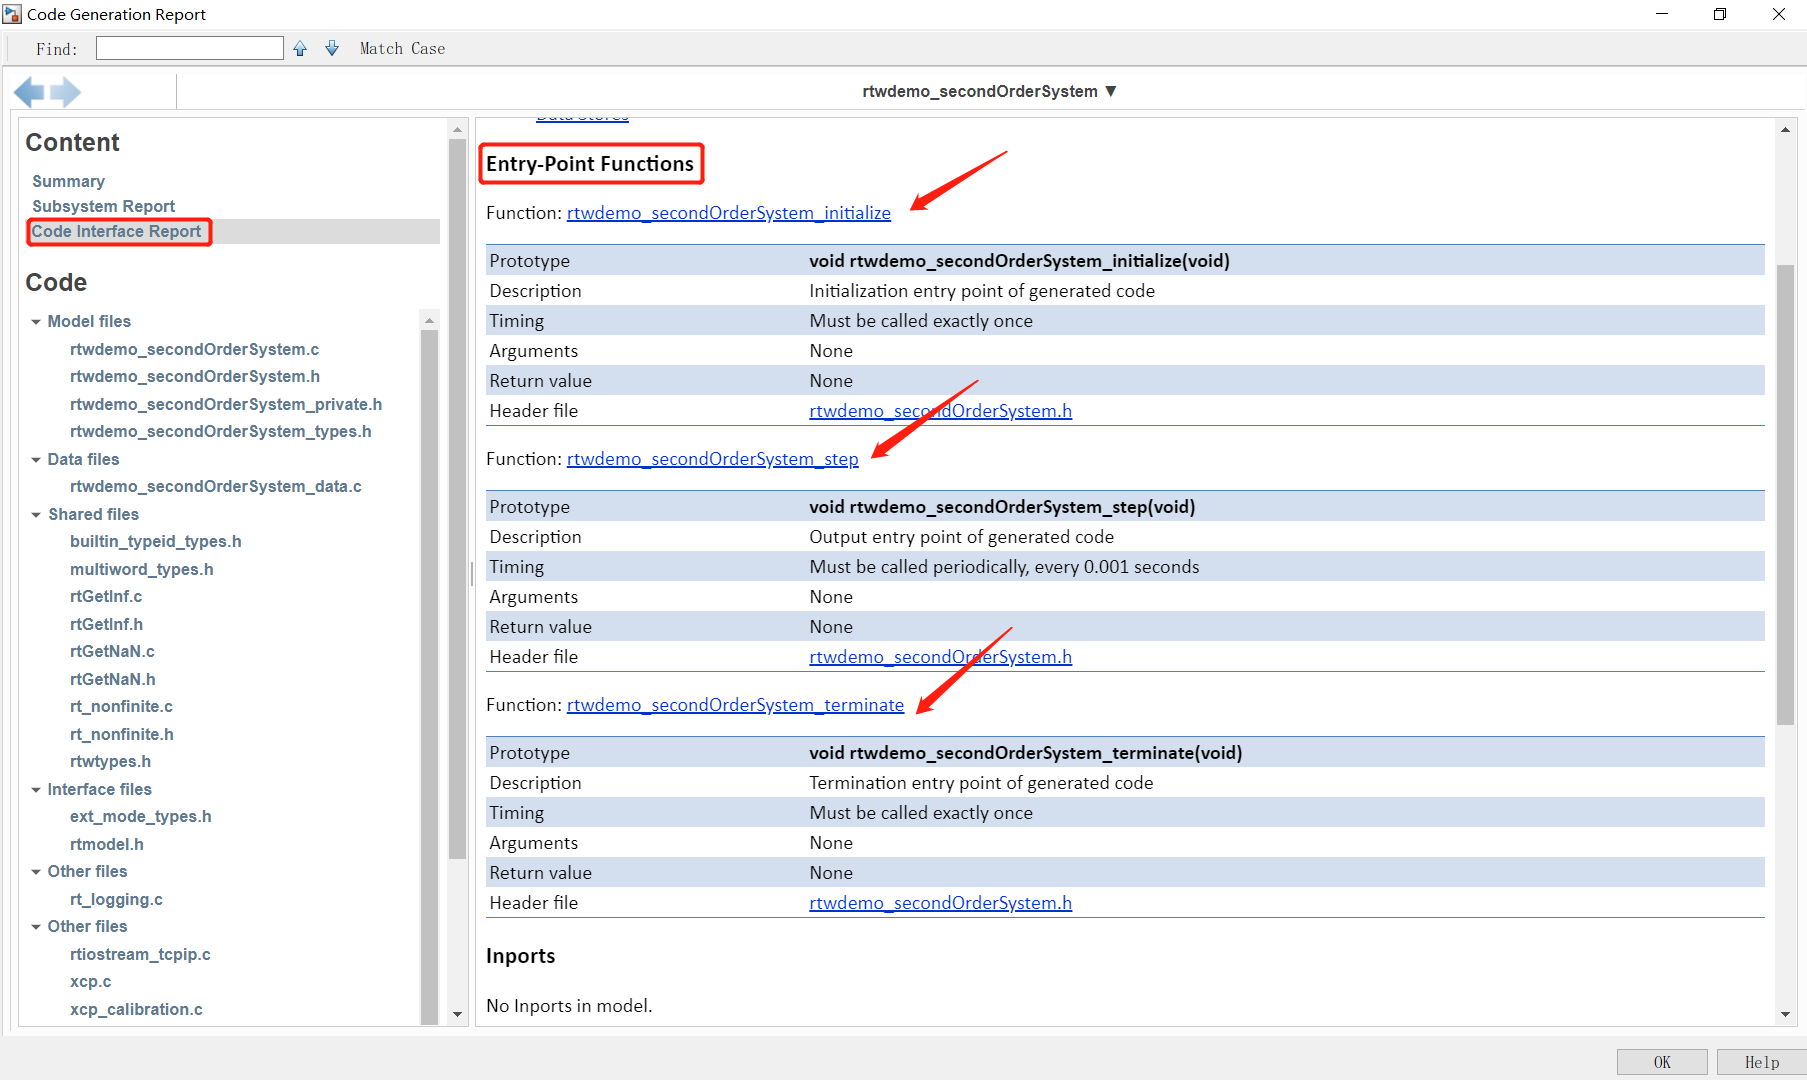 Code Generation Report
Find:
Match Case
rtwdemo_secondOrderSystem ▼
Content
Summary
Subsystem Report
Code Interface Report
Code
Model files
rtwdemo_secondOrderSystem.c
rtwdemo_secondOrderSystem.h
rtwdemo_secondOrderSystem_private.h
rtwdemo_secondOrderSystem_types.h
Data files
rtwdemo_secondOrderSystem_data.c
Shared files
builtin_typeid_types.h
multiword_types.h
rtGetInf.c
rtGetInf.h
rtGetNaN.c
rtGetNaN.h
rt_nonfinite.c
rt_nonfinite.h
rtwtypes.h
Interface files
ext_mode_types.h
rtmodel.h
Other files
rt_logging.c
Other files
rtiostream_tcpip.c
xcp.c
xcp_calibration.c
Data Stores
Entry-Point Functions
Function: rtwdemo_secondOrderSystem_initialize
Prototype void rtwdemo_secondOrderSystem_initialize(void)
Description Initialization entry point of generated code
Timing Must be called exactly once
Arguments None
Return value None
Header file rtwdemo_secondOrderSystem.h
Function: rtwdemo_secondOrderSystem_step
Prototype void rtwdemo_secondOrderSystem_step(void)
Description Output entry point of generated code
Timing Must be called periodically, every 0.001 seconds
Arguments None
Return value None
Header file rtwdemo_secondOrderSystem.h
Function: rtwdemo_secondOrderSystem_terminate
Prototype void rtwdemo_secondOrderSystem_terminate(void)
Description Termination entry point of generated code
Timing Must be called exactly once
Arguments None
Return value None
Header file rtwdemo_secondOrderSystem.h
Inports
No Inports in model.
OK
Help